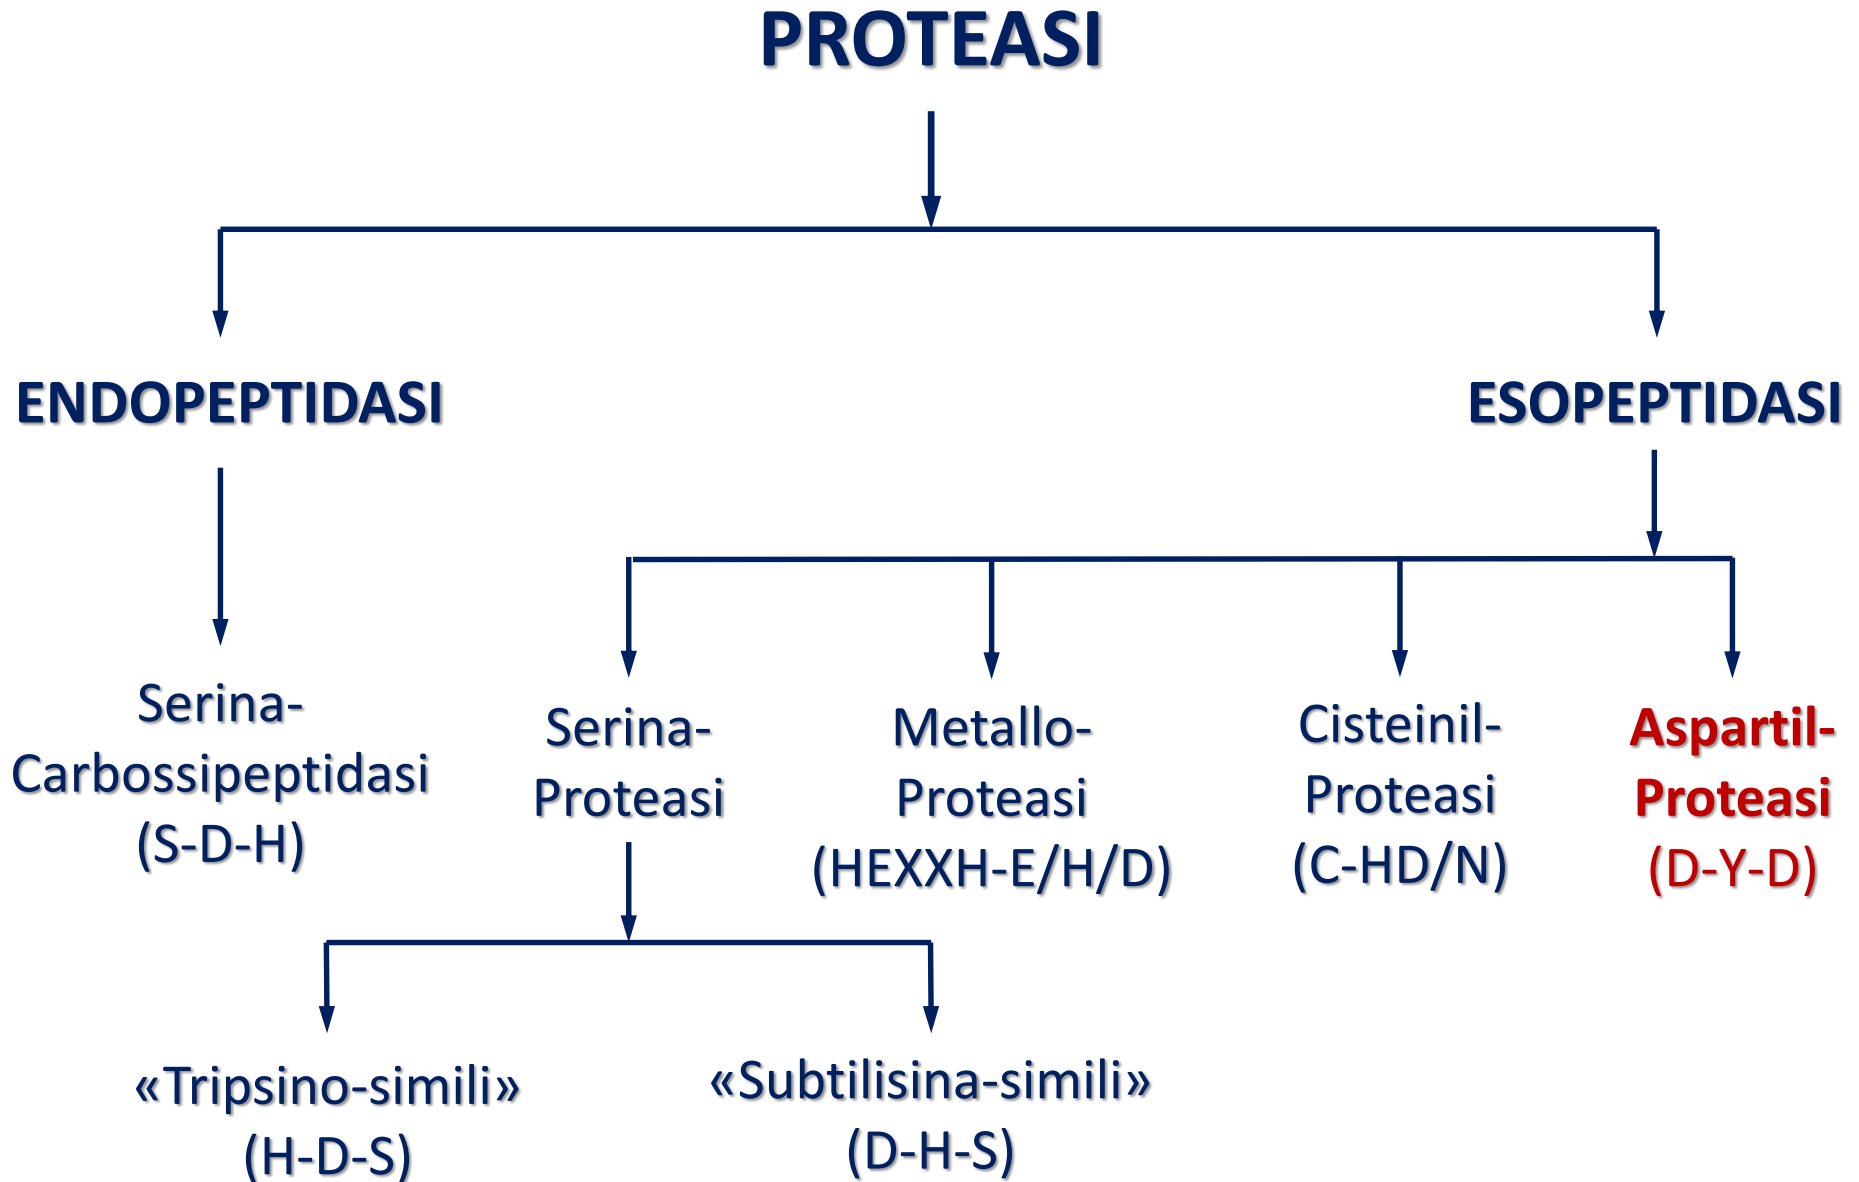 PROTEASI
ENDOPEPTIDASI
ESOPEPTIDASI
Serina-
Carbossipeptidasi
(S-D-H)
Serina-
Proteasi
Metallo-
Proteasi
(HEXXH-E/H/D)
Cisteinil-
Proteasi
(C-HD/N)
Aspartil-
Proteasi
(D-Y-D)
«Tripsino-simili»
(H-D-S)
«Subtilisina-simili»
(D-H-S)